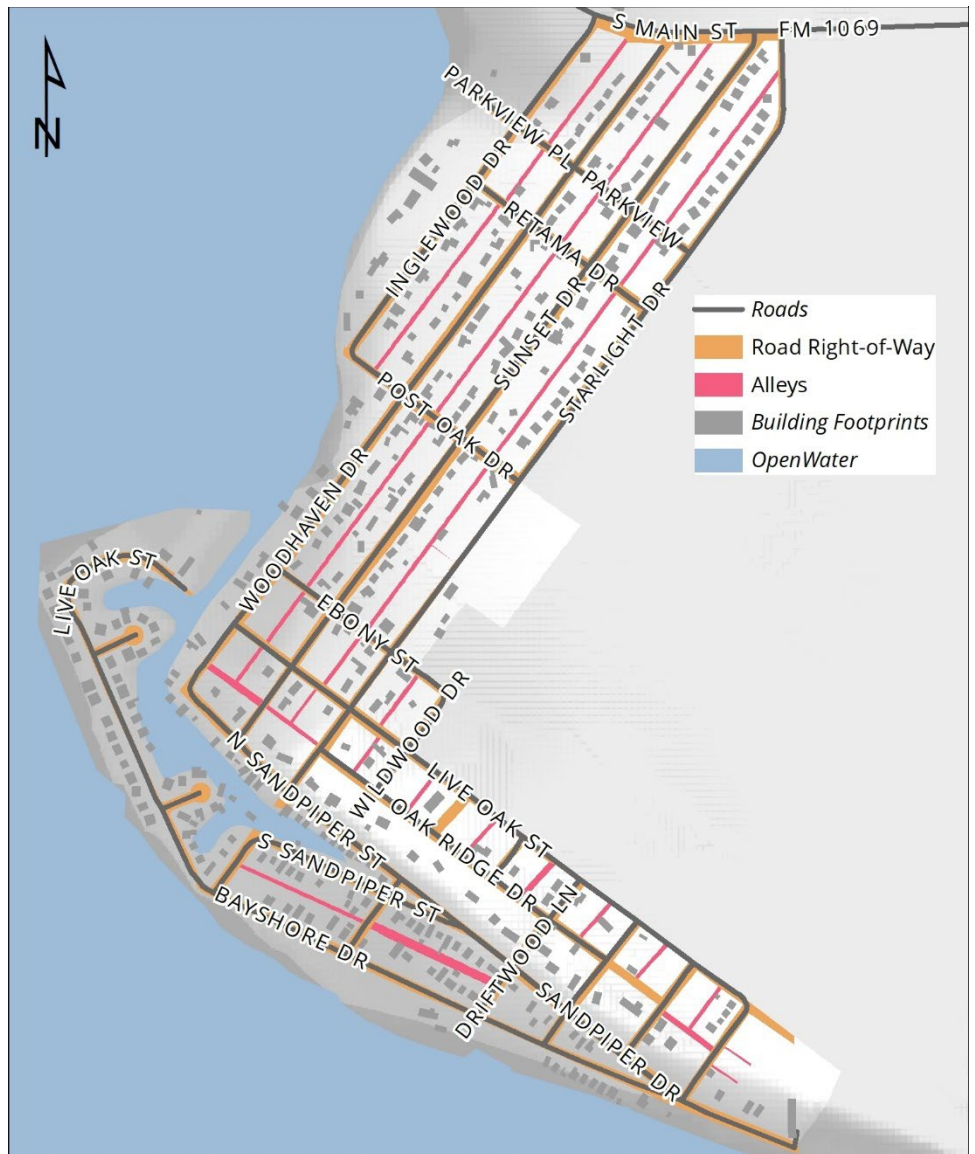 S MAIN ST
FM 1069
N
PARKVIEW PL
PARKVIEW
INGLEWOOD DR
RETAMA DR
SUNSET DR
STARLIGHT DR
Roads
Road Right-of-Way
Alleys
Building Footprints
OpenWater
POST OAK DR
WOODHAVEN DR
LIVE OAK ST
EBONY ST
WILDWOOD DR
N SANDPIPER ST
LIVE OAK ST
OAK RIDGE DR
S SANDPIPER ST
BAYSHORE DR
DRIFTWOOD LN
SANDPIPER DR